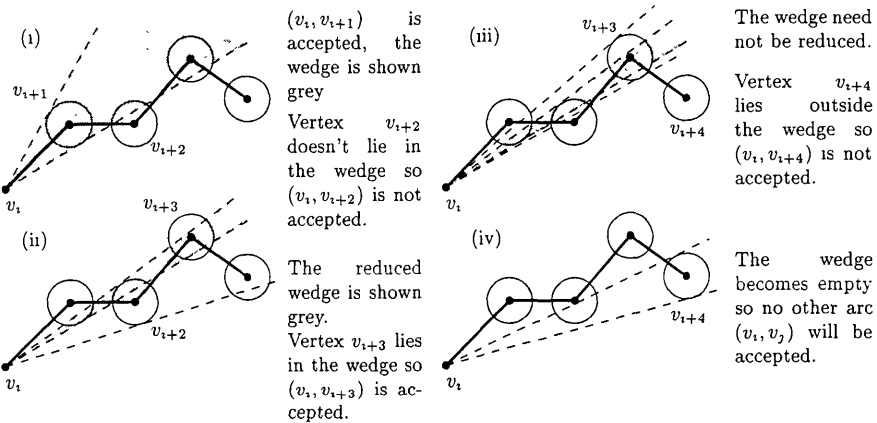 (i)
v_{i+1}
v_{i+2}
v_i
(v_i, v_{i+1}) is
accepted, the
wedge is shown
grey
Vertex v_{i+2}
doesn't lie in
the wedge so
(v_i, v_{i+2}) is not
accepted.
(ii)
v_{i+3}
v_{i+2}
v_i
The reduced
wedge is shown
grey.
Vertex v_{i+3} lies
in the wedge so
(v_i, v_{i+3}) is ac-
cepted.
(iii)
v_{i+3}
v_{i+4}
v_i
The wedge need
not be reduced.
Vertex v_{i+4}
lies outside
the wedge so
(v_i, v_{i+4}) is not
accepted.
(iv)
v_{i+4}
v_i
The wedge
becomes empty
so no other arc
(v_i, v_j) will be
accepted.